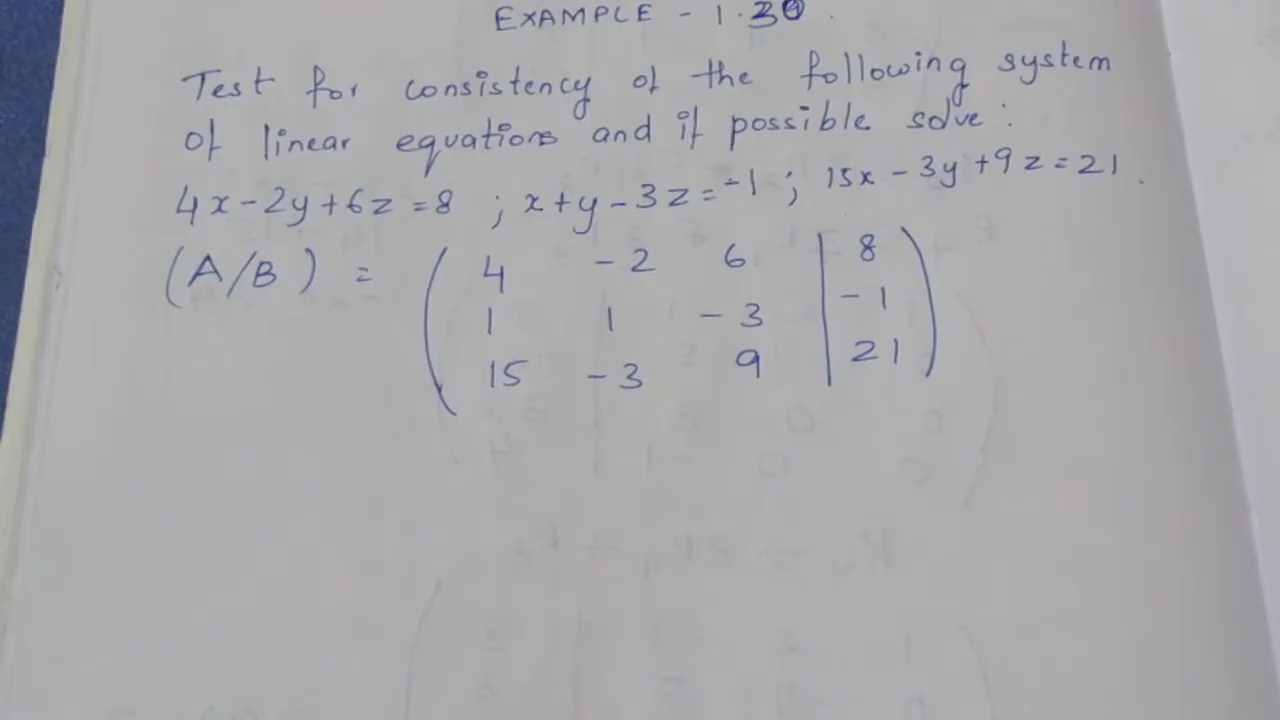 EXAMPLE - 1.30.
Test for consistency of the following system
of linear equations and if possible solve:
4x-2y+6z=8 ; x+y-3z=-1; 15x-3y+9z=21.
(A/B) = ( 4 -2 6 | 8
1 1 -3 | -1
15 -3 9 | 21 )